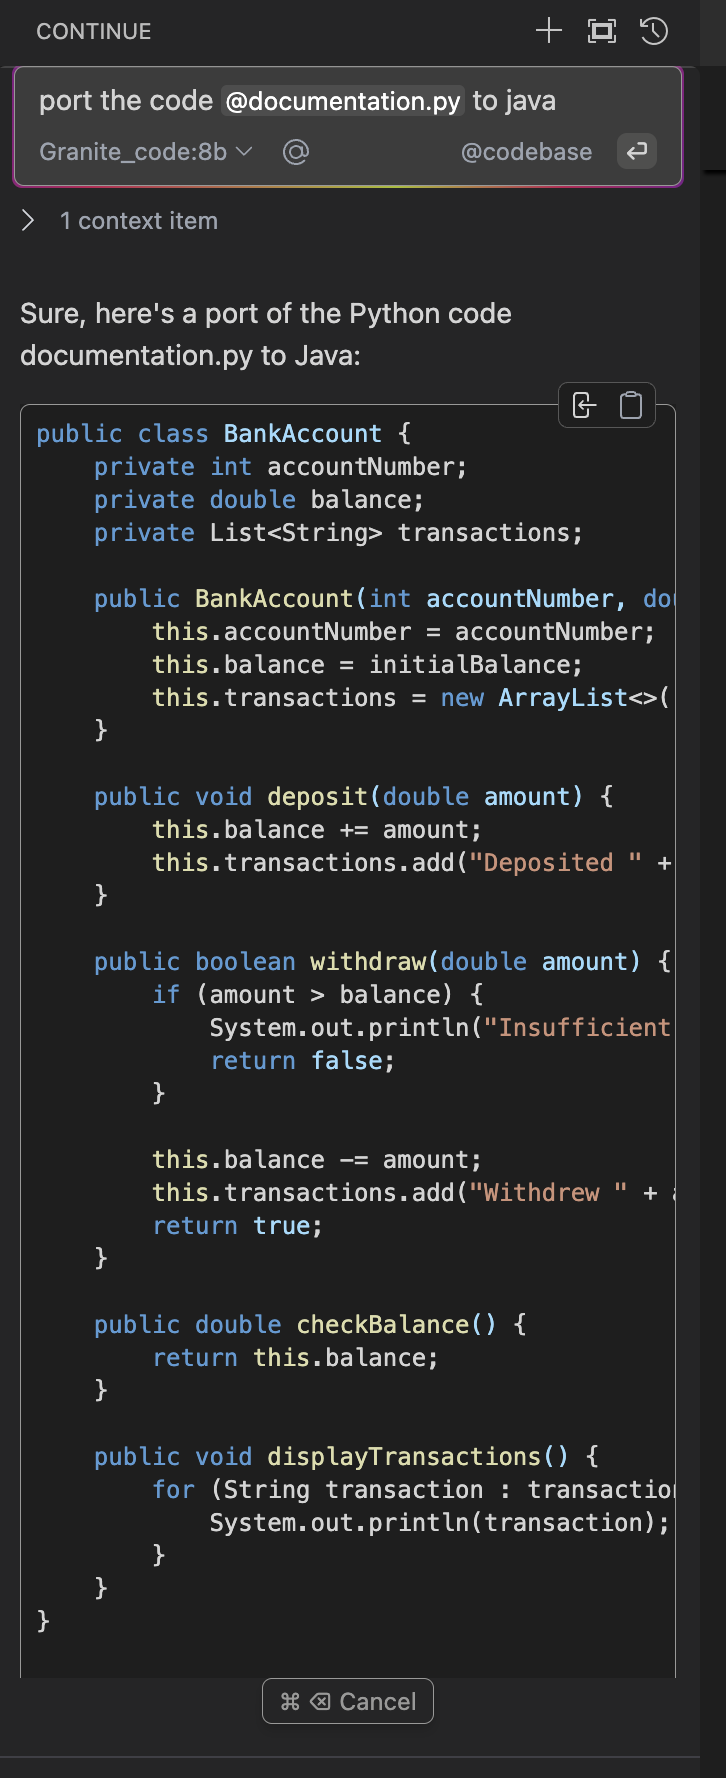 CONTINUE
port the code @documentation.py to java
Granite_code:8b @ @codebase
1 context item
Sure, here's a port of the Python code
documentation.py to Java:
public class BankAccount {
    private int accountNumber;
    private double balance;
    private List<String> transactions;
    public BankAccount(int accountNumber, dou
        this.accountNumber = accountNumber;
        this.balance = initialBalance;
        this.transactions = new ArrayList<>(
    }
    public void deposit(double amount) {
        this.balance += amount;
        this.transactions.add("Deposited " +
    }
    public boolean withdraw(double amount) {
        if (amount > balance) {
            System.out.println("Insufficient
            return false;
        }
        this.balance -= amount;
        this.transactions.add("Withdrew " +
        return true;
    }
    public double checkBalance() {
        return this.balance;
    }
    public void displayTransactions() {
        for (String transaction : transaction
            System.out.println(transaction);
        }
    }
}
⌘ ⌫ Cancel